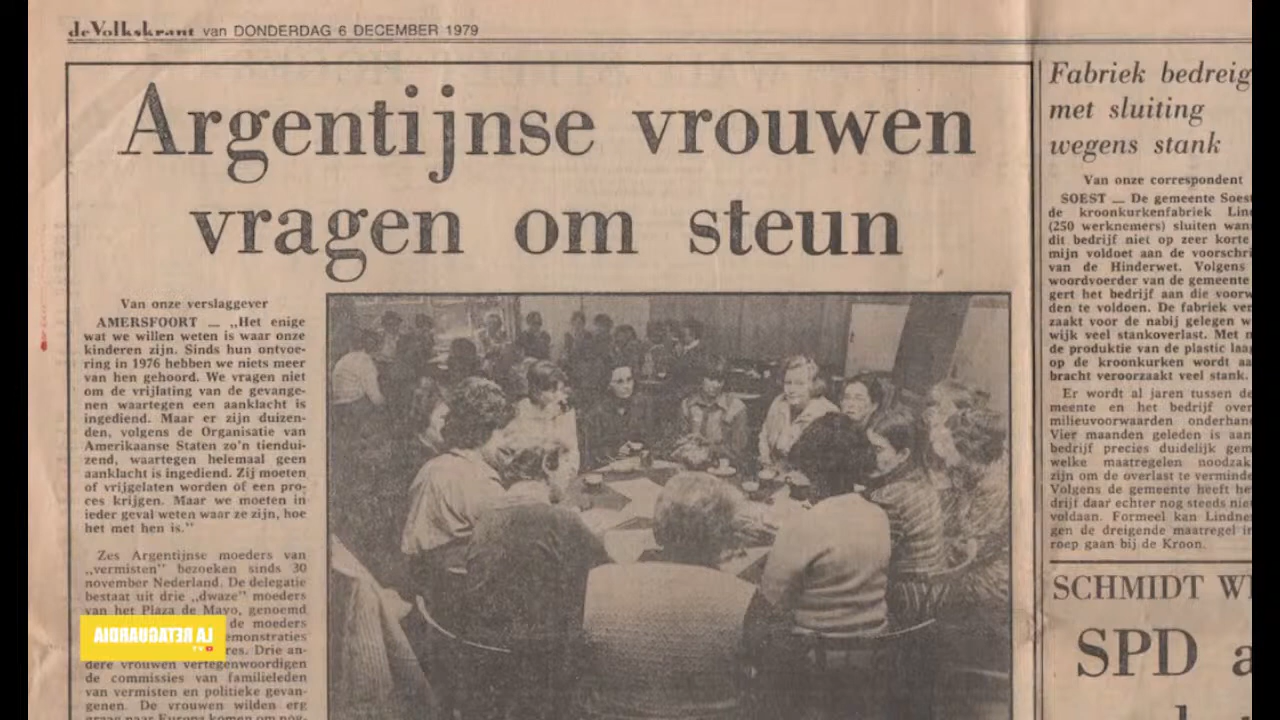 de Volkskrant van DONDERDAG 6 DECEMBER 1979
Argentijnse vrouwen
vragen om steun
Van onze verslaggever
AMERSFOORT — „Het enige
wat we willen weten is waar onze
kinderen zijn. Sinds hun ontvoe-
ring in 1976 hebben we niets meer
van hen gehoord. We vragen niet
om de vrijlating van de gevange-
nen waartegen een aanklacht is
ingediend. Maar er zijn duizen-
den, volgens de Organisatie van
Amerikaanse Staten zo'n tiendui-
zend, waartegen helemaal geen
aanklacht is ingediend. Zij moeten
of vrijgelaten worden óf een pro-
ces krijgen. Maar we moeten in
ieder geval weten waar ze zijn, hoe
het met hen is.”
Zes Argentijnse moeders van
„vermisten” bezoeken sinds 30
november Nederland. De delegatie
bestaat uit drie „dwaze” moeders
van het Plaza de Mayo, genoemd
de moeders
emonstraties
res. Drie an-
dere vrouwen vertegenwoordigen
de commissies van familieleden
van vermisten en politieke gevan-
genen. De vrouwen wilden erg
graag naar Europa komen om nog-
LA RETAGUARDIA
TV
Fabriek bedreig
met sluiting
wegens stank
Van onze correspondent
SOEST — De gemeente Soest
de kroonkurkenfabriek Lin
(250 werknemers) sluiten wan
dit bedrijf niet op zeer korte
mijn voldoet aan de voorschri
van de Hinderwet. Volgens
woordvoerder van de gemeente
gert het bedrijf aan die voorw
den te voldoen. De fabriek ver
zaakt voor de nabij gelegen w
wijk veel stankoverlast. Met n
de produktie van de plastic laa
op de kroonkurken wordt aa
bracht veroorzaakt veel stank.
Er wordt al jaren tussen de
meente en het bedrijf over
milieuvoorwaarden onderhan
Vier maanden geleden is aan
bedrijf precies duidelijk gem
welke maatregelen noodzak
zijn om de overlast te verminde
Volgens de gemeente heeft he
drijf daar echter nog steeds niet
voldaan. Formeel kan Lindne
gen de dreigende maatregel in
roep gaan bij de Kroon.
SCHMIDT W
SPD a